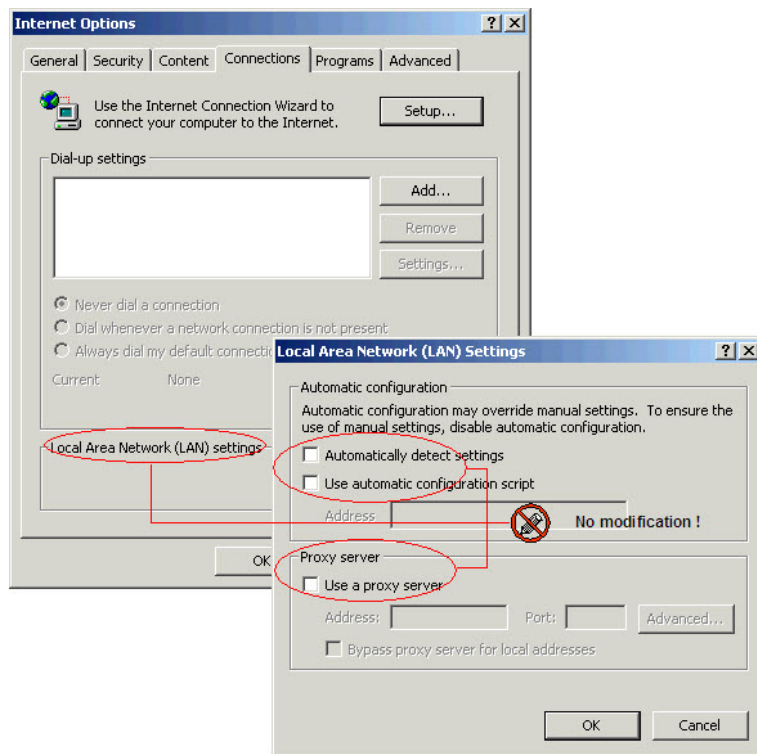 Internet Options
General Security Content Connections Programs Advanced
Use the Internet Connection Wizard to
connect your computer to the Internet.
Setup...
Dial-up settings
Add...
Remove
Settings...
Never dial a connection
Dial whenever a network connection is not present
Always dial my default
Current None
Local Area Network (LAN) settings
OK
Local Area Network (LAN) Settings
Automatic configuration
Automatic configuration may override manual settings. To ensure the
use of manual settings, disable automatic configuration.
Automatically detect settings
Use automatic configuration script
Address
No modification !
Proxy server
Use a proxy server
Address: Port: Advanced...
Bypass proxy server for local addresses
OK Cancel